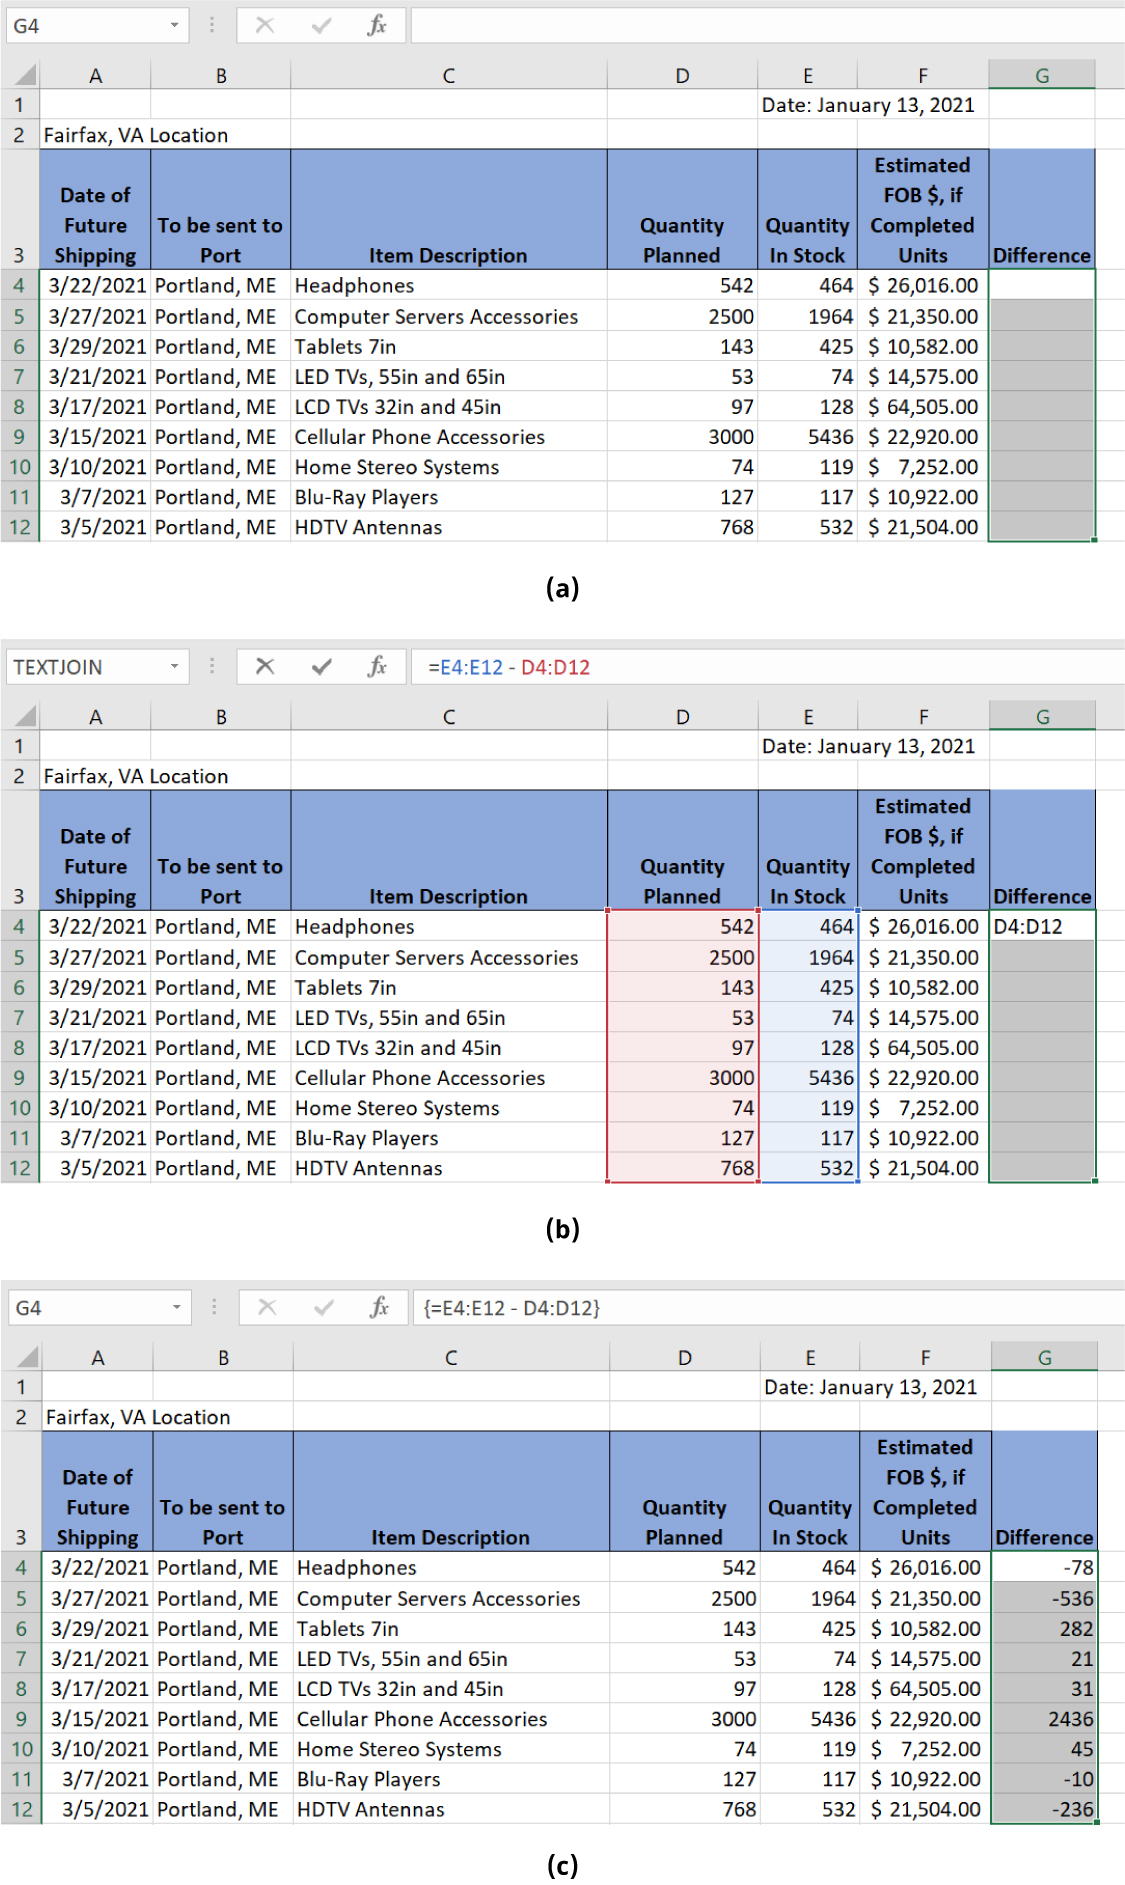 G4 fx
A B C D E F G
1 Date: January 13, 2021
2 Fairfax, VA Location
Estimated
Date of FOB $, if
Future To be sent to Quantity Quantity Completed
3 Shipping Port Item Description Planned In Stock Units Difference
4 3/22/2021 Portland, ME Headphones 542 464 $ 26,016.00
5 3/27/2021 Portland, ME Computer Servers Accessories 2500 1964 $ 21,350.00
6 3/29/2021 Portland, ME Tablets 7in 143 425 $ 10,582.00
7 3/21/2021 Portland, ME LED TVs, 55in and 65in 53 74 $ 14,575.00
8 3/17/2021 Portland, ME LCD TVs 32in and 45in 97 128 $ 64,505.00
9 3/15/2021 Portland, ME Cellular Phone Accessories 3000 5436 $ 22,920.00
10 3/10/2021 Portland, ME Home Stereo Systems 74 119 $ 7,252.00
11 3/7/2021 Portland, ME Blu-Ray Players 127 117 $ 10,922.00
12 3/5/2021 Portland, ME HDTV Antennas 768 532 $ 21,504.00
(a)
TEXTJOIN fx =E4:E12 - D4:D12
A B C D E F G
1 Date: January 13, 2021
2 Fairfax, VA Location
Estimated
Date of FOB $, if
Future To be sent to Quantity Quantity Completed
3 Shipping Port Item Description Planned In Stock Units Difference
4 3/22/2021 Portland, ME Headphones 542 464 $ 26,016.00 D4:D12
5 3/27/2021 Portland, ME Computer Servers Accessories 2500 1964 $ 21,350.00
6 3/29/2021 Portland, ME Tablets 7in 143 425 $ 10,582.00
7 3/21/2021 Portland, ME LED TVs, 55in and 65in 53 74 $ 14,575.00
8 3/17/2021 Portland, ME LCD TVs 32in and 45in 97 128 $ 64,505.00
9 3/15/2021 Portland, ME Cellular Phone Accessories 3000 5436 $ 22,920.00
10 3/10/2021 Portland, ME Home Stereo Systems 74 119 $ 7,252.00
11 3/7/2021 Portland, ME Blu-Ray Players 127 117 $ 10,922.00
12 3/5/2021 Portland, ME HDTV Antennas 768 532 $ 21,504.00
(b)
G4 fx {=E4:E12 - D4:D12}
A B C D E F G
1 Date: January 13, 2021
2 Fairfax, VA Location
Estimated
Date of FOB $, if
Future To be sent to Quantity Quantity Completed
3 Shipping Port Item Description Planned In Stock Units Difference
4 3/22/2021 Portland, ME Headphones 542 464 $ 26,016.00 -78
5 3/27/2021 Portland, ME Computer Servers Accessories 2500 1964 $ 21,350.00 -536
6 3/29/2021 Portland, ME Tablets 7in 143 425 $ 10,582.00 282
7 3/21/2021 Portland, ME LED TVs, 55in and 65in 53 74 $ 14,575.00 21
8 3/17/2021 Portland, ME LCD TVs 32in and 45in 97 128 $ 64,505.00 31
9 3/15/2021 Portland, ME Cellular Phone Accessories 3000 5436 $ 22,920.00 2436
10 3/10/2021 Portland, ME Home Stereo Systems 74 119 $ 7,252.00 45
11 3/7/2021 Portland, ME Blu-Ray Players 127 117 $ 10,922.00 -10
12 3/5/2021 Portland, ME HDTV Antennas 768 532 $ 21,504.00 -236
(c)